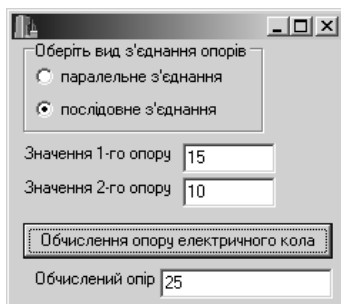 Оберіть вид з'єднання опорів
паралельне з'єднання
послідовне з'єднання
Значення 1-го опору 15
Значення 2-го опору 10
Обчислення опору електричного кола
Обчислений опір 25